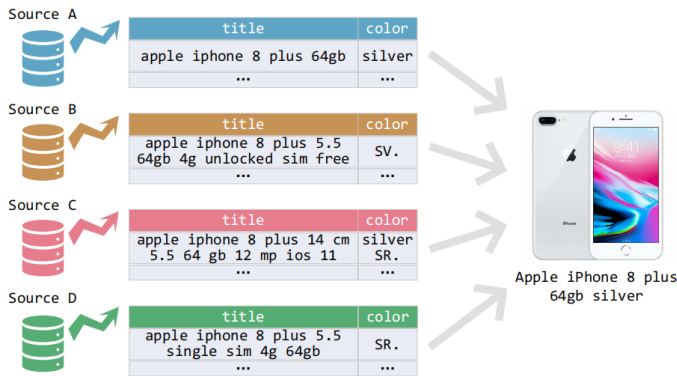 Source A
title color
apple iphone 8 plus 64gb silver
... ...
Source B
title color
apple iphone 8 plus 5.5
64gb 4g unlocked sim free
SV.
... ...
Source C
title color
apple iphone 8 plus 14 cm
5.5 64 gb 12 mp ios 11
silver
SR.
... ...
Source D
title color
apple iphone 8 plus 5.5
single sim 4g 64gb
SR.
... ...
9:41
iPhone
Apple iPhone 8 plus
64gb silver